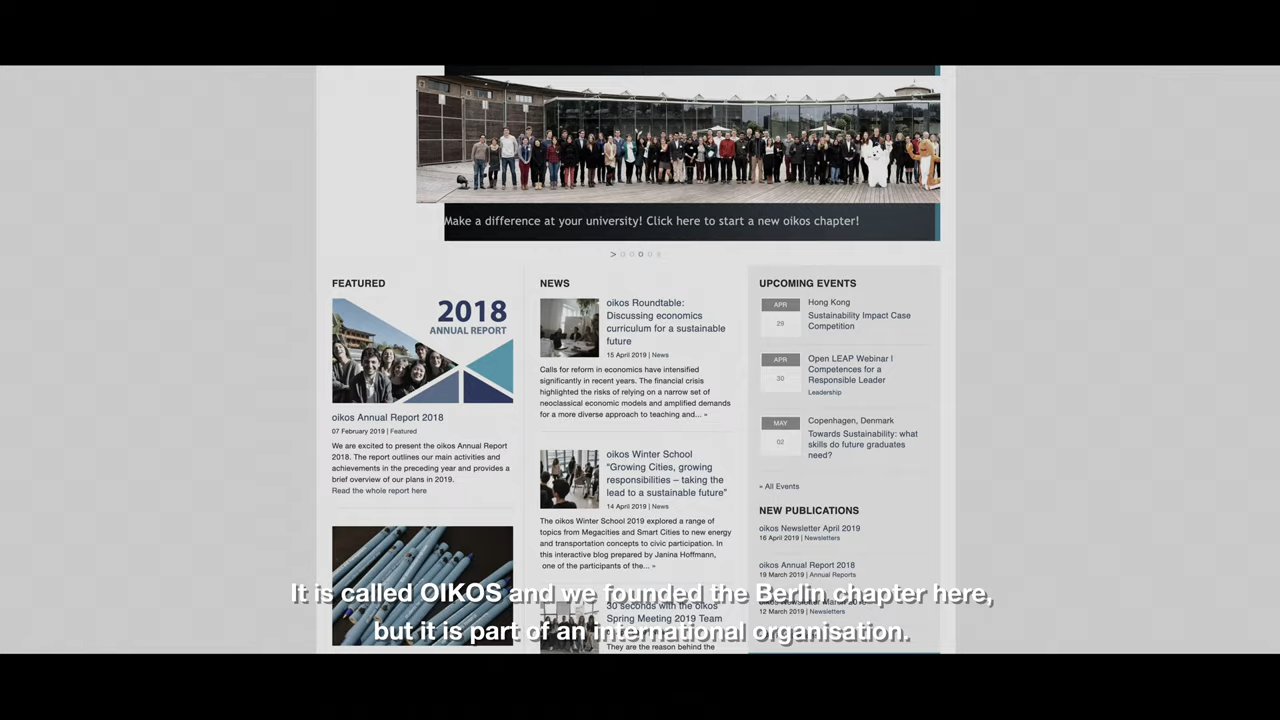 Make a difference at your university! Click here to start a new oikos chapter!
FEATURED
2018
ANNUAL REPORT
oikos Annual Report 2018
07 February 2019 | Featured
We are excited to present the oikos Annual Report
2018. The report outlines our main activities and
achievements in the preceding year and provides a
brief overview of our plans in 2019.
Read the whole report here
NEWS
oikos Roundtable:
Discussing economics
curriculum for a sustainable
future
15 April 2019 | News
Calls for reform in economics have intensified
significantly in recent years. The financial crisis
highlighted the risks of relying on a narrow set of
neoclassical economic models and amplified demands
for a more diverse approach to teaching and... »
oikos Winter School
“Growing Cities, growing
responsibilities – taking the
lead to a sustainable future”
14 April 2019 | News
The oikos Winter School 2019 explored a range of
topics from Megacities and Smart Cities to new energy
and transportation concepts to civic participation. In
this interactive blog prepared by Janina Hoffmann,
one of the participants of the... »
30 seconds with the oikos
Spring Meeting 2019 Team
They are the reason behind the
UPCOMING EVENTS
APR
29
Hong Kong
Sustainability Impact Case
Competition
APR
30
Open LEAP Webinar |
Competences for a
Responsible Leader
Leadership
MAY
02
Copenhagen, Denmark
Towards Sustainability: what
skills do future graduates
need?
» All Events
NEW PUBLICATIONS
oikos Newsletter April 2019
16 April 2019 | Newsletters
oikos Annual Report 2018
19 March 2019 | Annual Reports
oikos Newsletter March 2019
12 March 2019 | Newsletters
It is called OIKOS and we founded the Berlin chapter here,
but it is part of an international organisation.